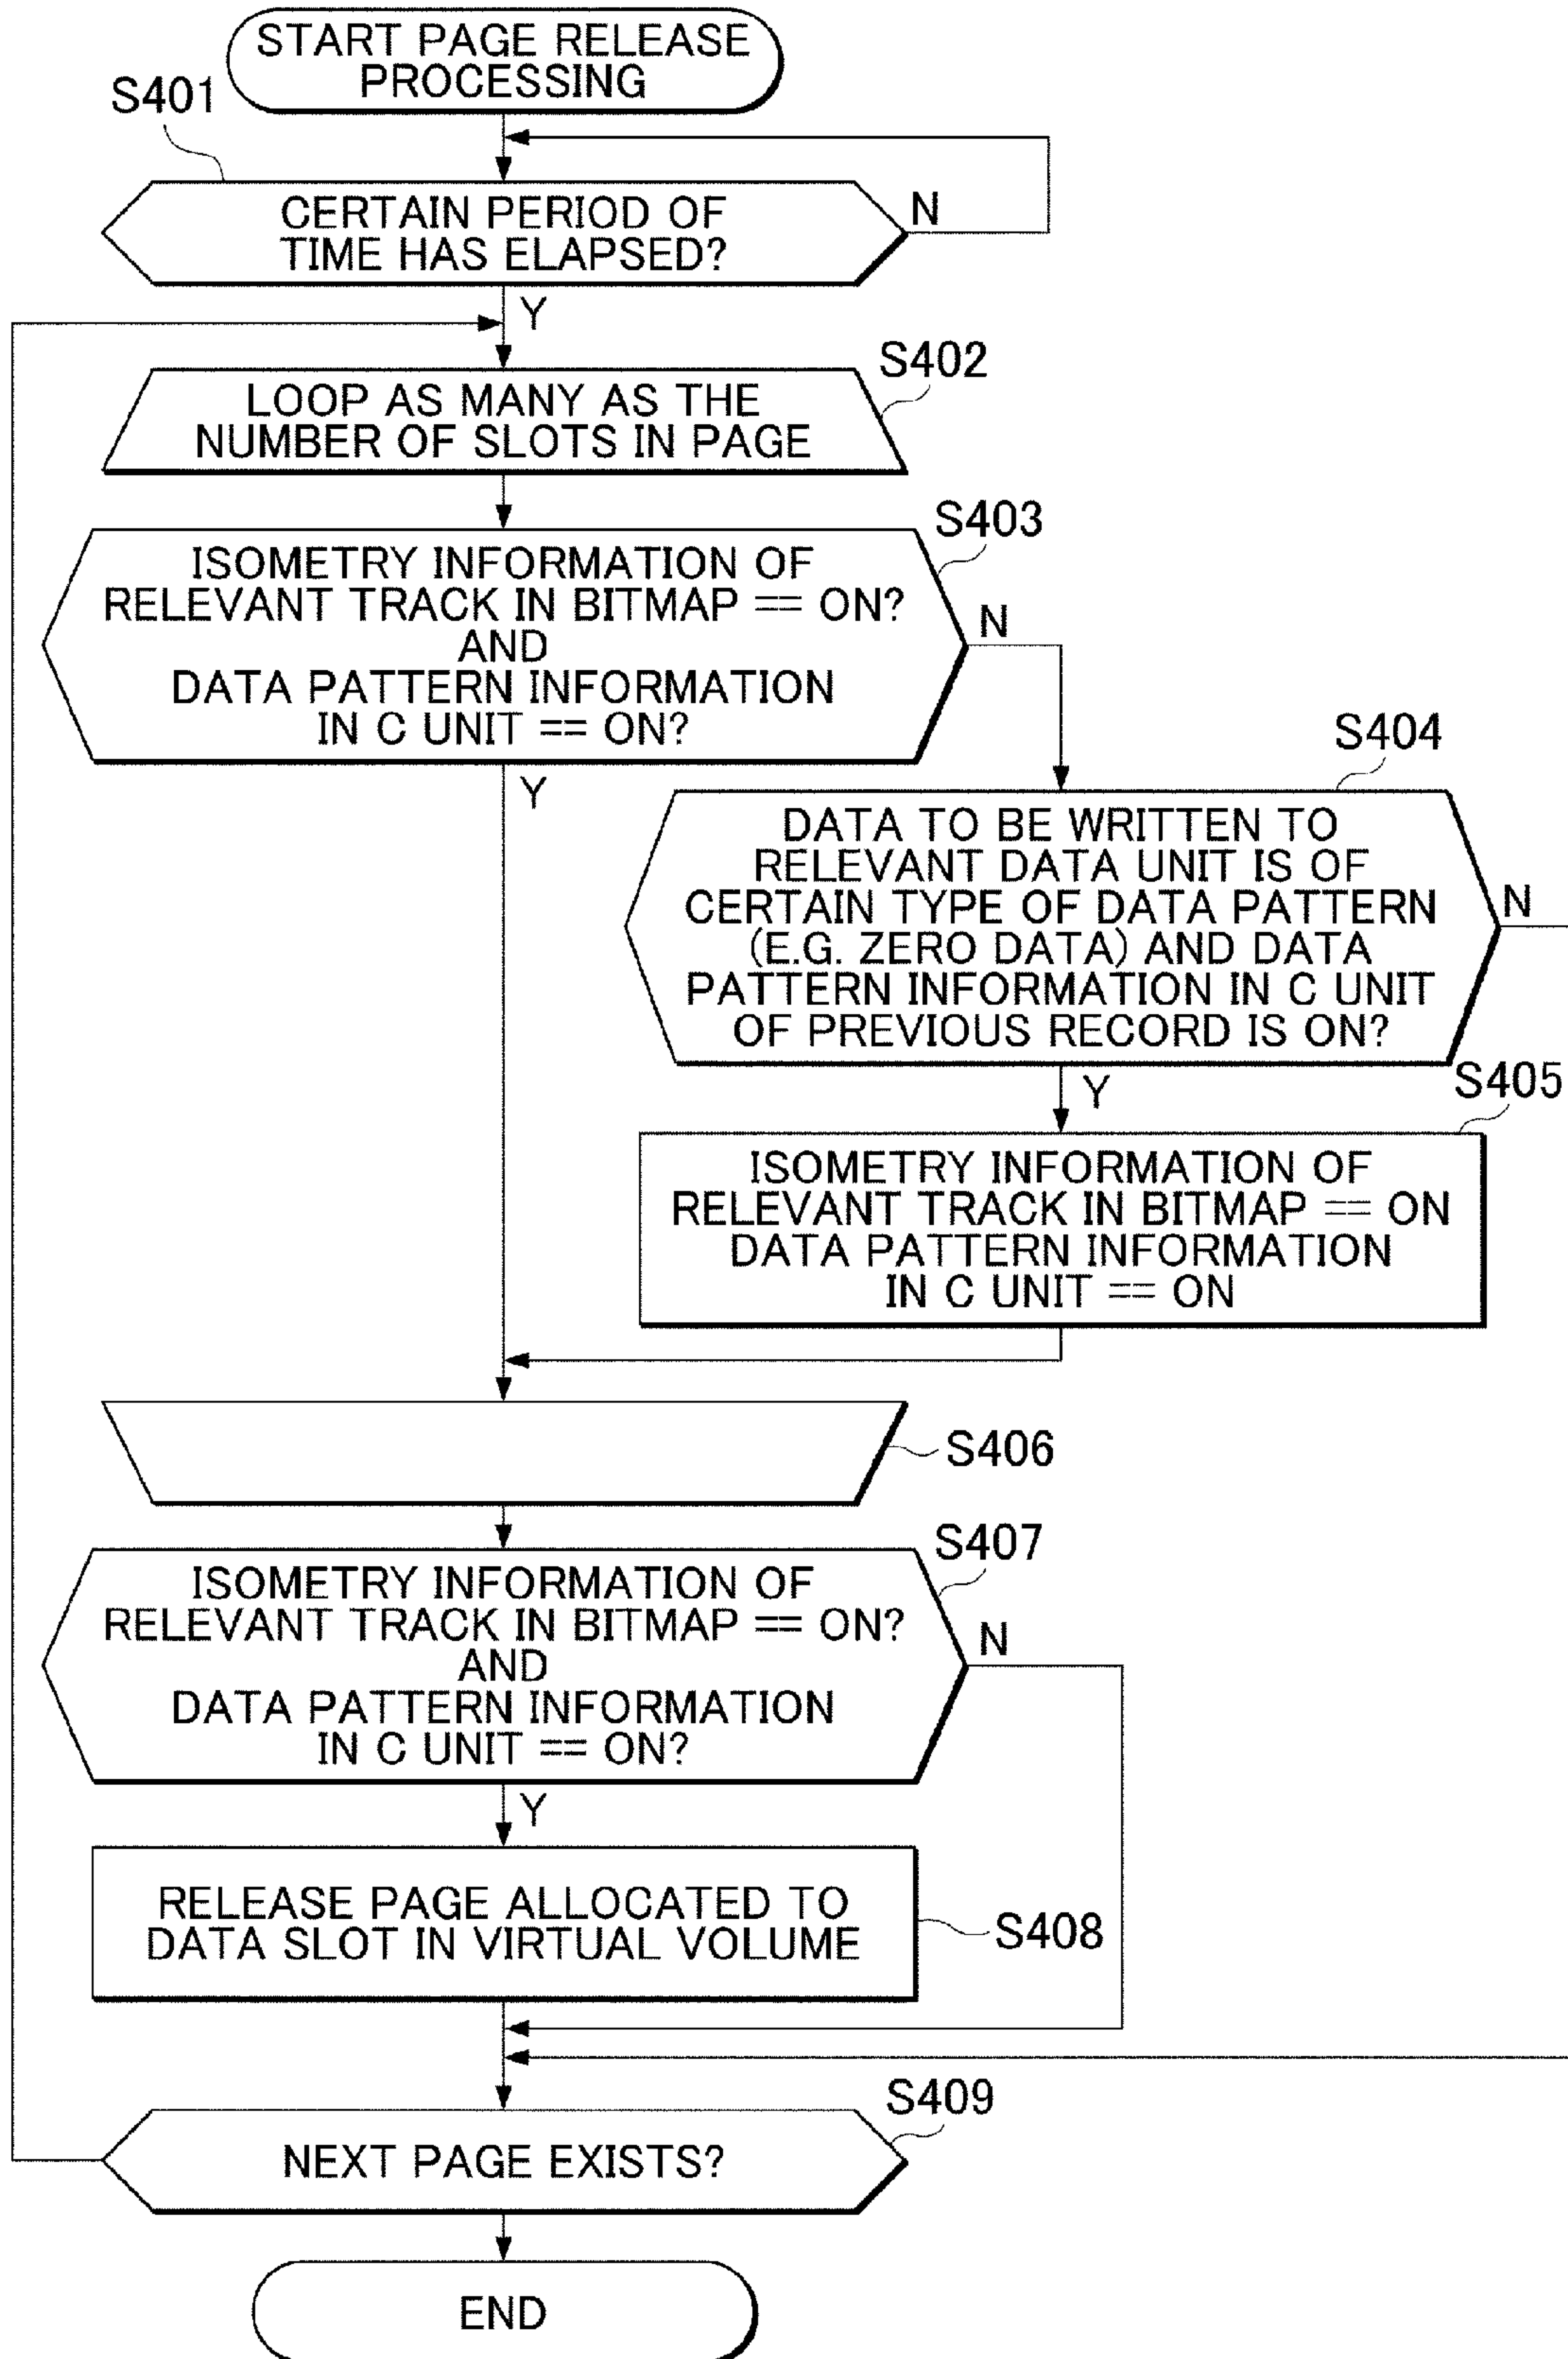 START PAGE RELEASE
PROCESSING
S401
CERTAIN PERIOD OF
TIME HAS ELAPSED?
N
Y
S402
LOOP AS MANY AS THE
NUMBER OF SLOTS IN PAGE
S403
ISOMETRY INFORMATION OF
RELEVANT TRACK IN BITMAP == ON?
AND
DATA PATTERN INFORMATION
IN C UNIT == ON?
N
Y
S404
DATA TO BE WRITTEN TO
RELEVANT DATA UNIT IS OF
CERTAIN TYPE OF DATA PATTERN
(E.G. ZERO DATA) AND DATA
PATTERN INFORMATION IN C UNIT
OF PREVIOUS RECORD IS ON?
N
Y
S405
ISOMETRY INFORMATION OF
RELEVANT TRACK IN BITMAP == ON
DATA PATTERN INFORMATION
IN C UNIT == ON
S406
S407
ISOMETRY INFORMATION OF
RELEVANT TRACK IN BITMAP == ON?
AND
DATA PATTERN INFORMATION
IN C UNIT == ON?
N
Y
RELEASE PAGE ALLOCATED TO
DATA SLOT IN VIRTUAL VOLUME
S408
S409
NEXT PAGE EXISTS?
END